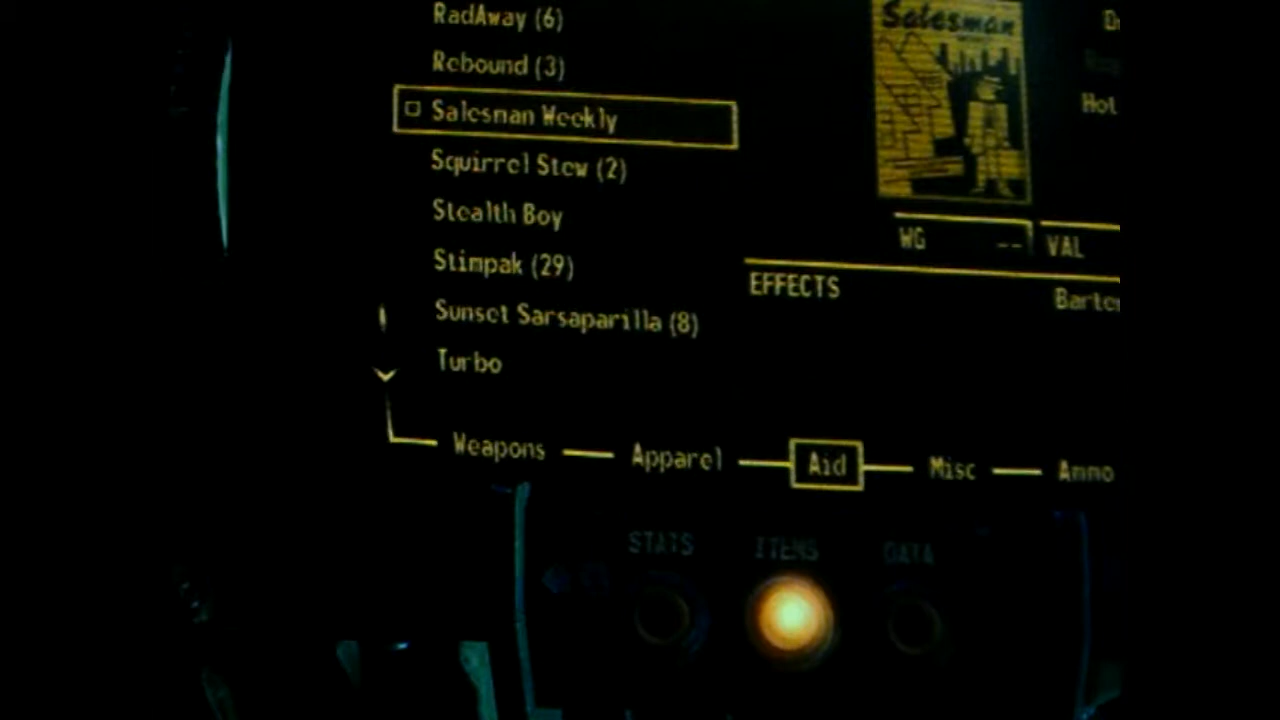 RadAway (6)
Rebound (3)
Salesman Weekly
Squirrel Stew (2)
Stealth Boy
Stimpak (29)
Sunset Sarsaparilla (8)
Turbo
Salesman
Hot
WG --
VAL
EFFECTS
Barter
Weapons
Apparel
Aid
Misc
Ammo
STATS
ITEMS
DATA